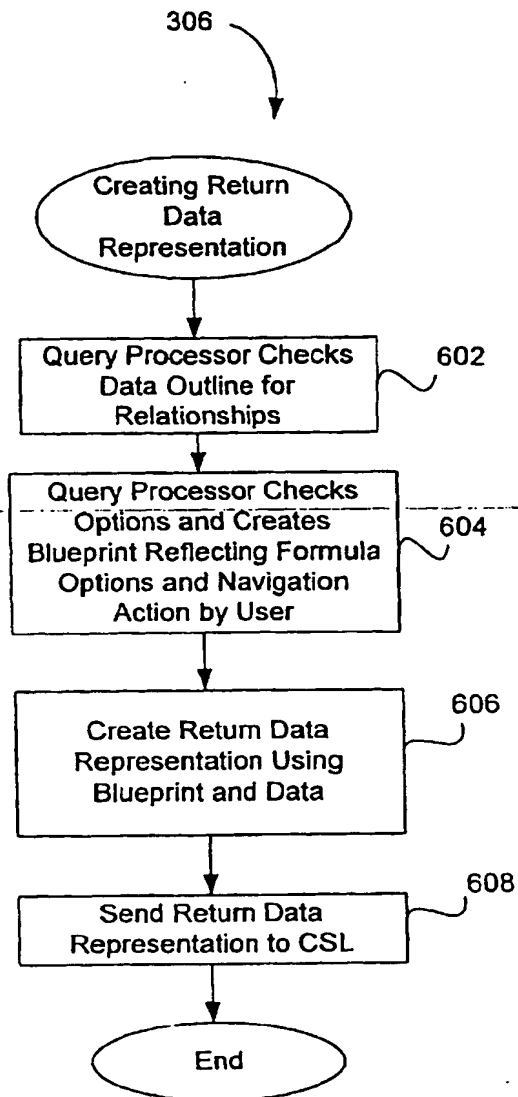 306
Creating Return
Data
Representation
Query Processor Checks
Data Outline for
Relationships
602
Query Processor Checks
Options and Creates
Blueprint Reflecting Formula
Options and Navigation
Action by User
604
Create Return Data
Representation Using
Blueprint and Data
606
Send Return Data
Representation to CSL
608
End